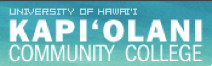 UNIVERSITY OF HAWAI'I
KAPI'OLANI
COMMUNITY COLLEGE